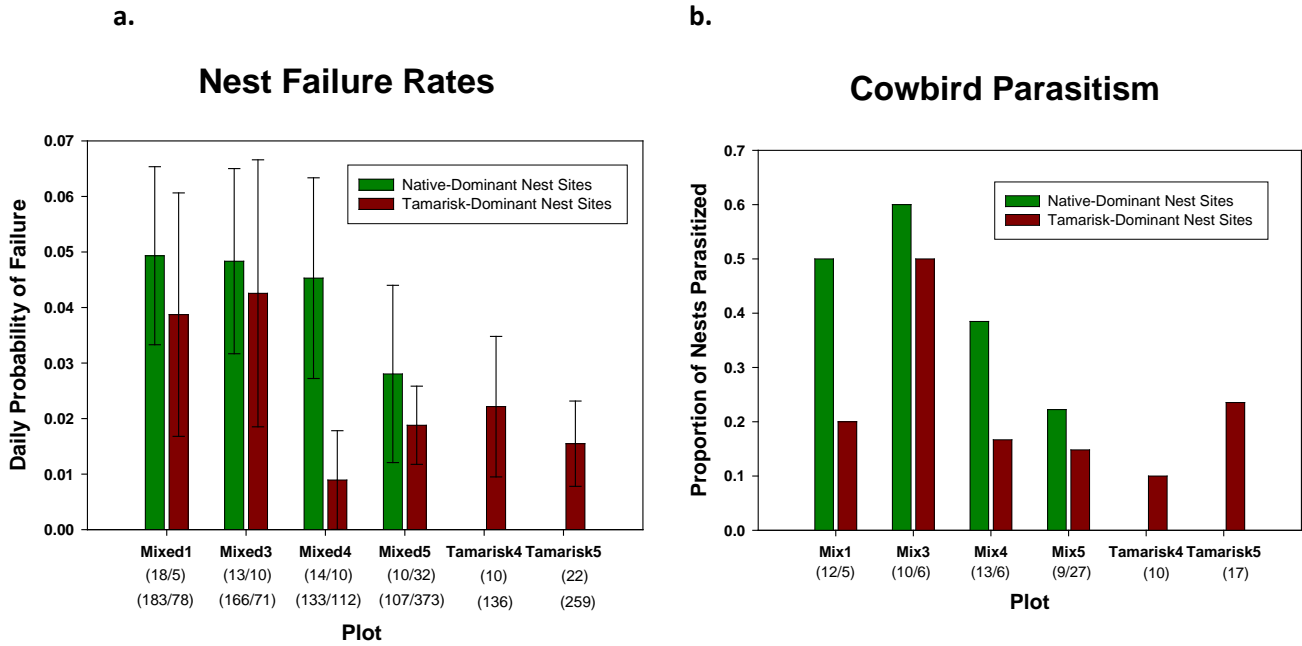 a.
Nest Failure Rates
0.07
0.06
0.05
0.04
0.03
0.02
0.01
0.00
Daily Probability of Failure
Native-Dominant Nest Sites
Tamarisk-Dominant Nest Sites
Mixed1 Mixed3 Mixed4 Mixed5 Tamarisk4 Tamarisk5
(18/5) (13/10) (14/10) (10/32) (10) (22)
(183/78) (166/71) (133/112) (107/373) (136) (259)
Plot
b.
Cowbird Parasitism
0.7
0.6
0.5
0.4
0.3
0.2
0.1
0.0
Proportion of Nests Parasitized
Native-Dominant Nest Sites
Tamarisk-Dominant Nest Sites
Mix1 Mix3 Mix4 Mix5 Tamarisk4 Tamarisk5
(12/5) (10/6) (13/6) (9/27) (10) (17)
Plot